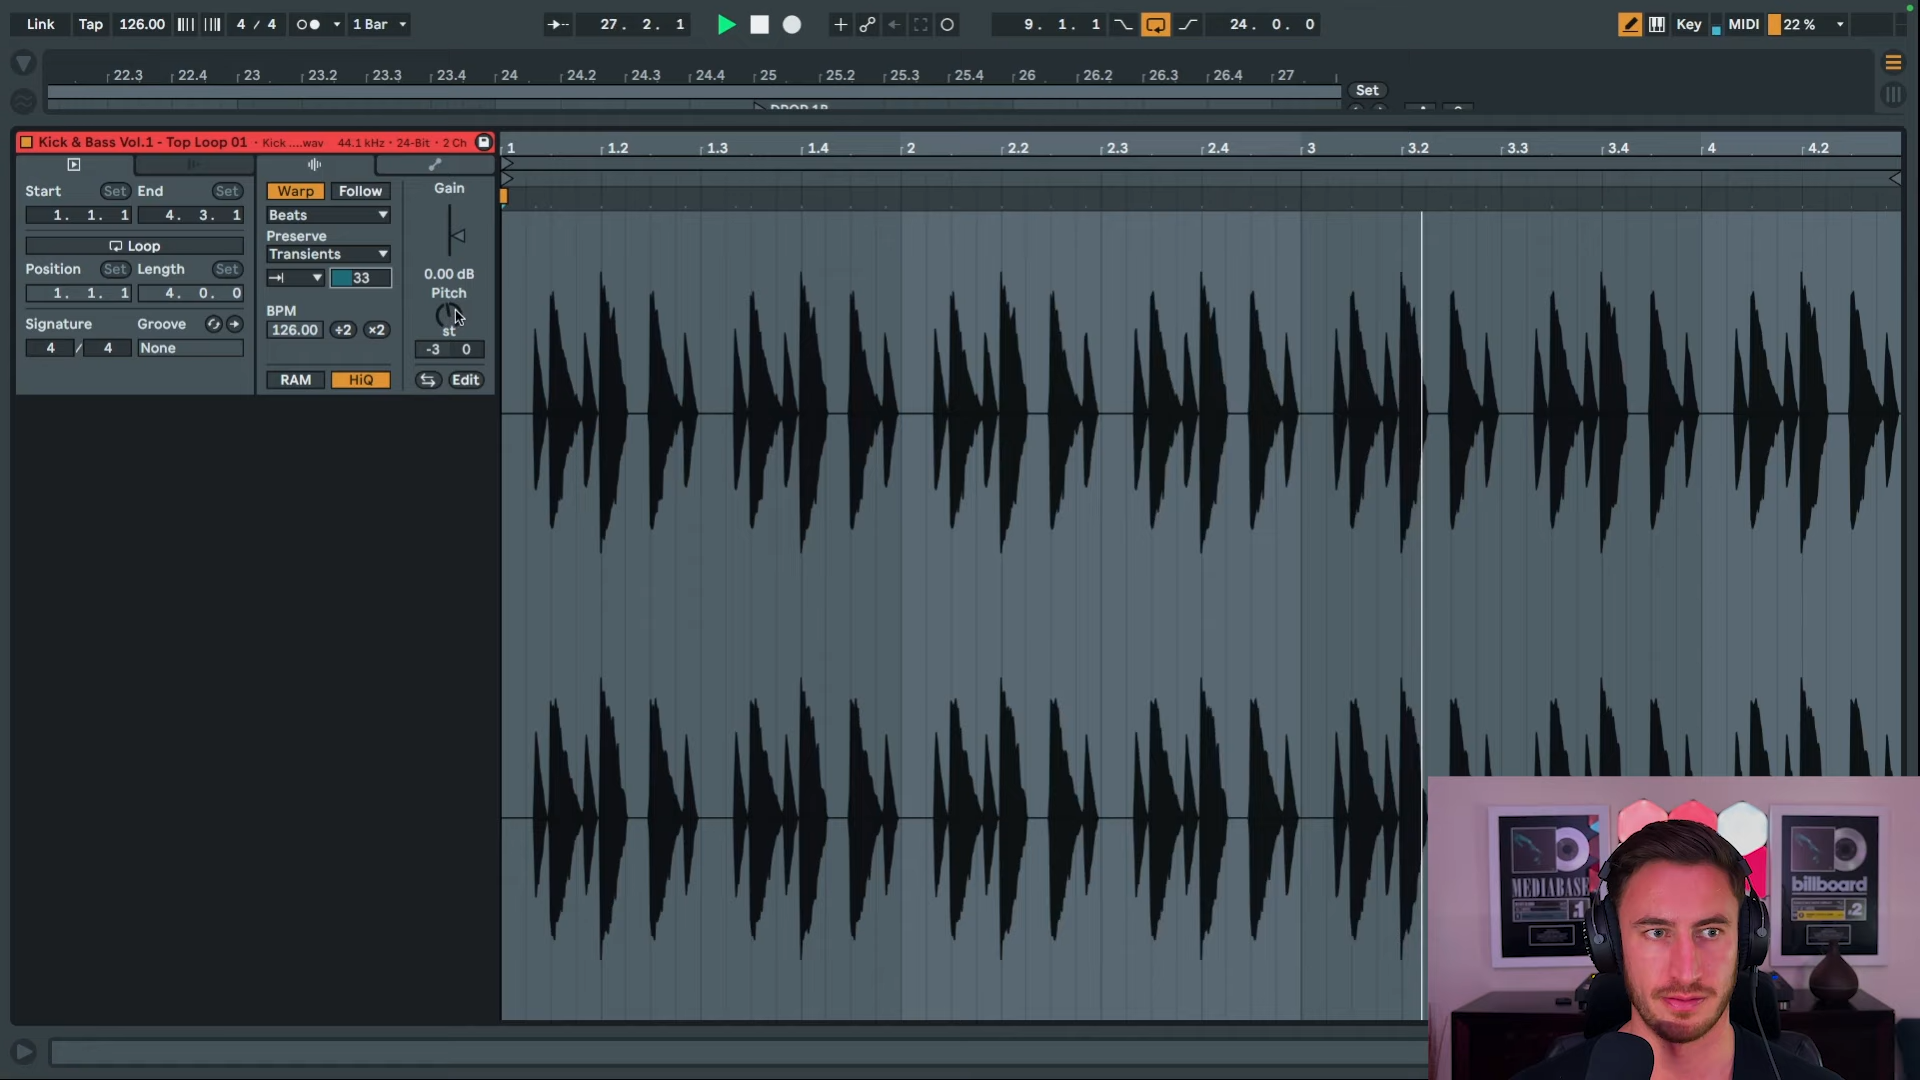 Link Tap 126.00 4 / 4 1 Bar 27. 2. 1 9. 1. 1 24. 0. 0 Key MIDI 22 %
22.3 22.4 23 23.2 23.3 23.4 24 24.2 24.3 24.4 25 25.2 25.3 25.4 26 26.2 26.3 26.4 27
Set
DROP 1B
Kick & Bass Vol.1 - Top Loop 01 • Kick ....wav 44.1 kHz • 24-Bit • 2 Ch
1 1.2 1.3 1.4 2 2.2 2.3 2.4 3 3.2 3.3 3.4 4 4.2
Start Set End Set
1. 1. 1 4. 3. 1
Loop
Position Set Length Set
1. 1. 1 4. 0. 0
Signature Groove
4 / 4 None
Warp Follow
Beats
Preserve
Transients
33
BPM
126.00 ÷2 ×2
RAM HiQ
Gain
0.00 dB
Pitch
st
-3 0
Edit
MEDIABASE
:1
billboard
:2